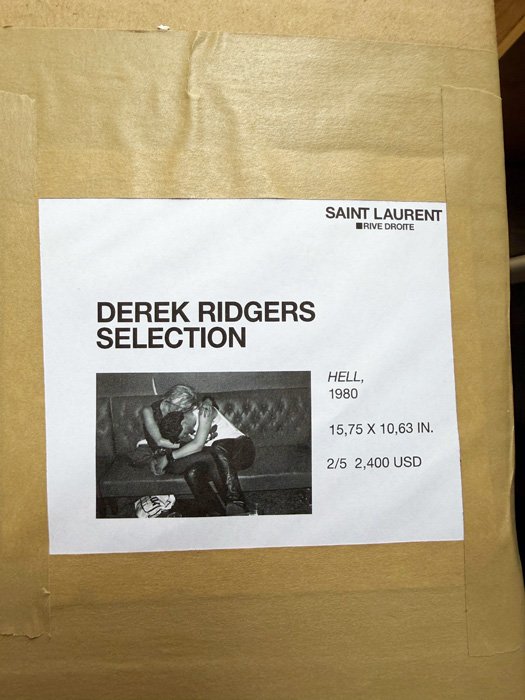 SAINT LAURENT
■RIVE DROITE
DEREK RIDGERS
SELECTION
HELL,
1980
15,75 X 10,63 IN.
2/5 2,400 USD